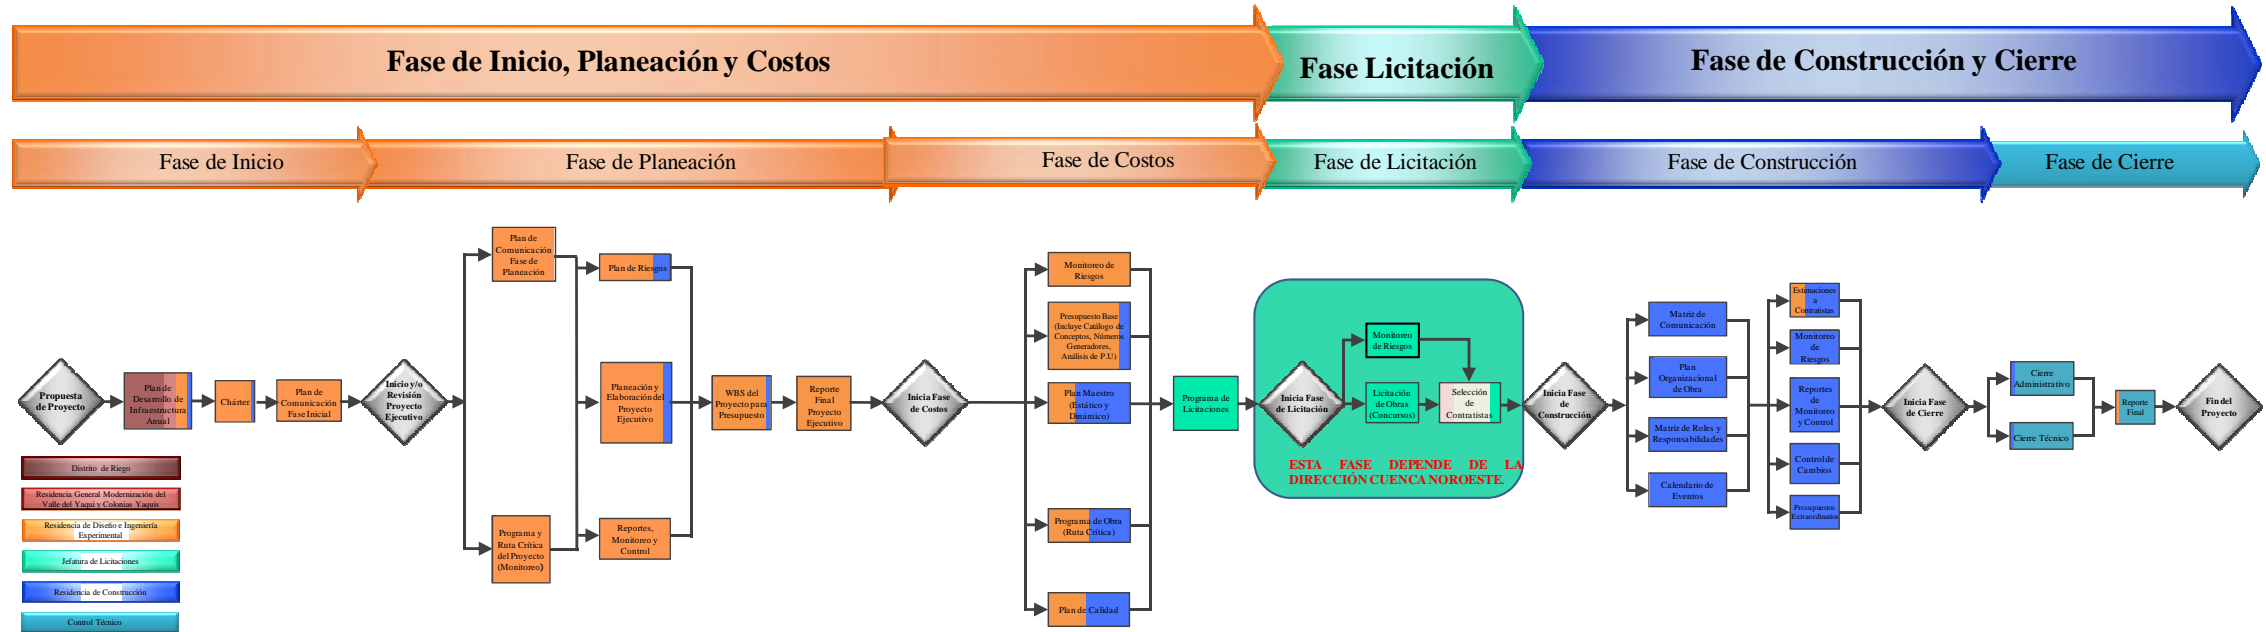 Fase de Inicio, Planeación y Costos
Fase Licitación
Fase de Construcción y Cierre
Fase de Inicio
Fase de Planeación
Fase de Costos
Fase de Licitación
Fase de Construcción
Fase de Cierre
Propuesta
de Proyecto
Plan de
Desarrollo de
Infraestructura
Anual
Chárter
Plan de
Comunicación
Fase Inicial
Inicio y/o
Revisión
Proyecto
Ejecutivo
Plan de
Comunicación
Fase de
Planeación
Programa y
Ruta Crítica
del Proyecto
(Monitoreo)
Plan de Riesgos
Planeación y
Elaboración del
Proyecto
Ejecutivo
Reportes,
Monitoreo y
Control
WBS del
Proyecto para
Presupuesto
Reporte
Final
Proyecto
Ejecutivo
Inicia Fase
de Costos
Monitoreo de
Riesgos
Presupuesto Base
(Incluye Catálogo de
Conceptos, Números
Generadores,
Análisis de P.U)
Plan Maestro
(Estático y
Dinámico)
Programa de Obra
(Ruta Crítica)
Plan de Calidad
Programa de
Licitaciones
Inicia Fase
de Licitación
Monitoreo
de Riesgos
Licitación
de Obras
(Concursos)
Selección
de
Contratistas
ESTA FASE DEPENDE DE LA
DIRECCIÓN CUENCA NOROESTE.
Inicia Fase
de
Construcción
Matriz de
Comunicación
Plan
Organizacional
de Obra
Matriz de Roles y
Responsabilidades
Calendario de
Eventos
Estimaciones
a
Contratistas
Monitoreo
de
Riesgos
Reportes
de
Monitoreo
y Control
Control de
Cambios
Presupuestos
Extraordinarios
Inicia Fase
de Cierre
Cierre
Administrativo
Cierre Técnico
Reporte
Final
Fin del
Proyecto
Distrito de Riego
Residencia General Modernización del
Valle del Yaqui y Colonias Yaquis
Residencia de Diseño e Ingeniería
Experimental
Jefatura de Licitaciones
Residencia de Construcción
Control Técnico